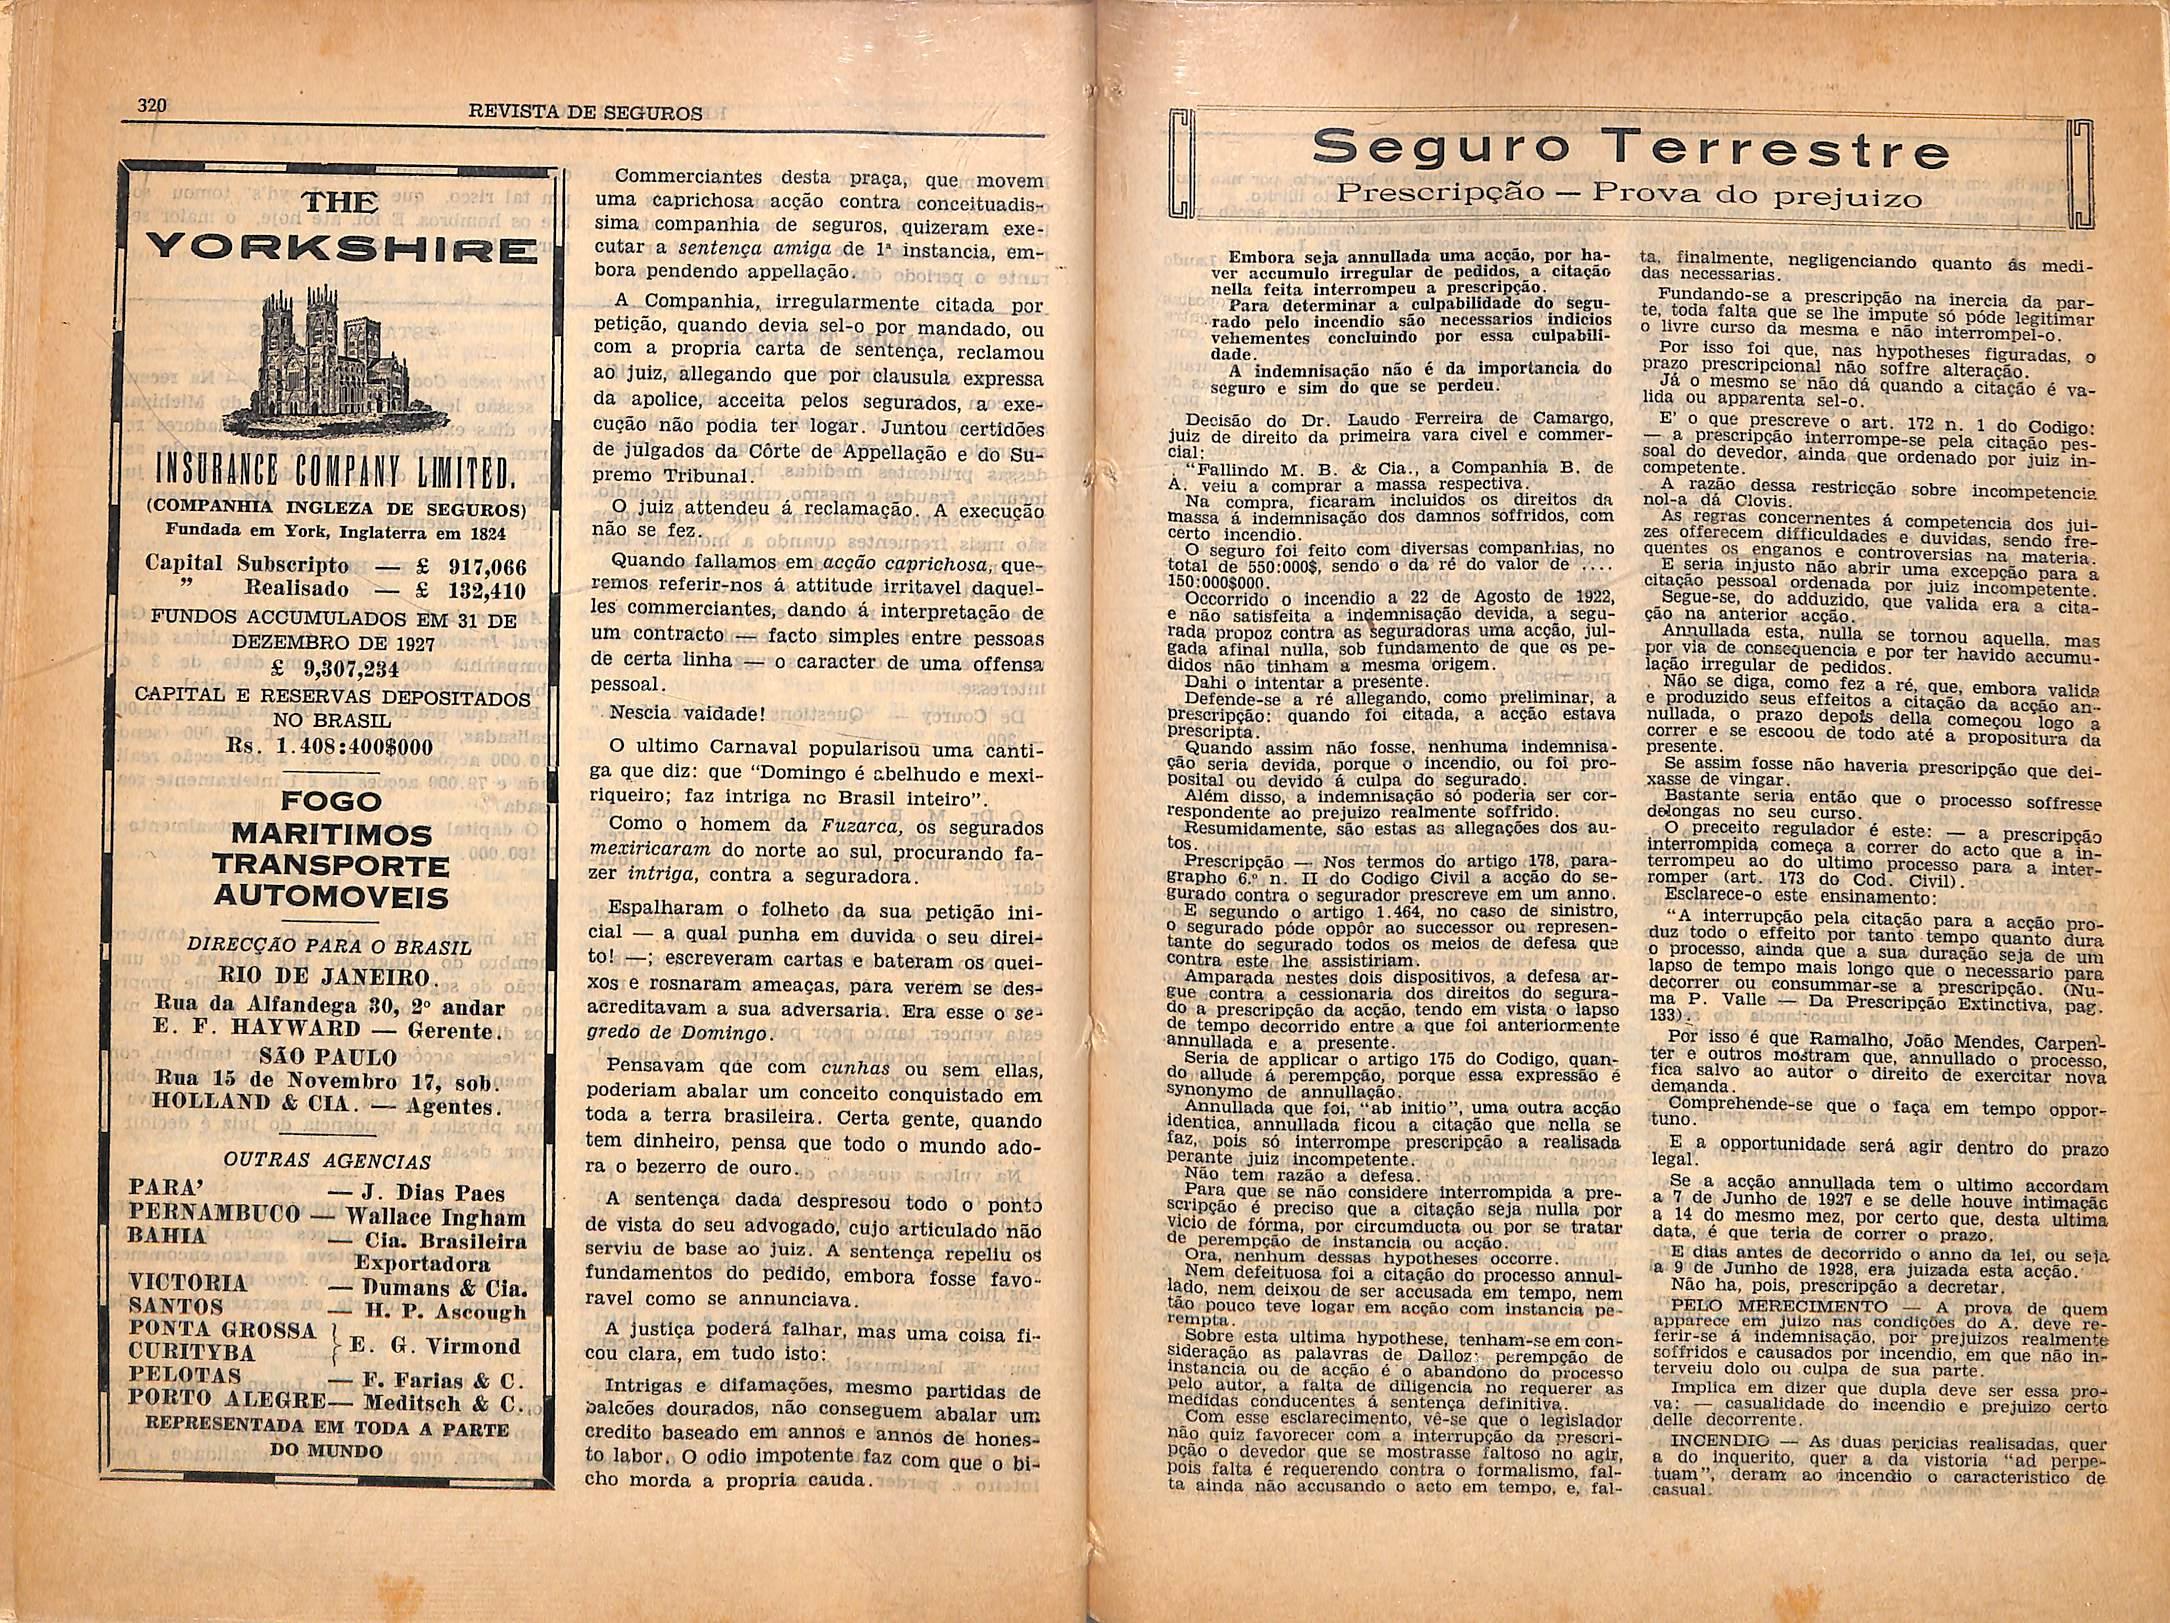 320
REVISTA DE SEGUROS
THE
YORKSHIRE
INSURANCE COMPANY LIMITED.
(COMPANHIA INGLEZA DE SEGUROS)
Fundada em York, Inglaterra em 1824
Capital Subscripto — £ 917,066
” Realisado — £ 132,410
FUNDOS ACCUMULADOS EM 31 DE
DEZEMBRO DE 1927
£ 9,307,234
CAPITAL E RESERVAS DEPOSITADOS
NO BRASIL
Rs. 1.408:400$000
FOGO
MARITIMOS
TRANSPORTE
AUTOMOVEIS
DIRECÇÃO PARA O BRASIL
RIO DE JANEIRO.
Rua da Alfandega 30, 2º andar
E. F. HAYWARD — Gerente.
SÃO PAULO
Rua 15 de Novembro 17, sob.
HOLLAND & CIA. — Agentes.
OUTRAS AGENCIAS
PARA’ — J. Dias Paes
PERNAMBUCO — Wallace Ingham
BAHIA — Cia. Brasileira
Exportadora
VICTORIA — Dumans & Cia.
SANTOS — H. P. Ascough
PONTA GROSSA
CURITYBA } E. G. Virmond
PELOTAS — F. Farias & C.
PORTO ALEGRE— Meditsch & C.
REPRESENTADA EM TODA A PARTE
DO MUNDO
Commerciantes desta praça, que movem
uma caprichosa acção contra conceituadis-
sima companhia de seguros, quizeram exe-
cutar a sentença amiga de 1ª instancia, em-
bora pendendo appellação.
A Companhia, irregularmente citada por
petição, quando devia sel-o por mandado, ou
com a propria carta de sentença, reclamou
ao juiz, allegando que por clausula expressa
da apolice, acceita pelos segurados, a exe-
cução não podia ter logar. Juntou certidões
de julgados da Côrte de Appellação e do Su-
premo Tribunal.
O juiz attendeu á reclamação. A execução
não se fez.
Quando fallamos em acção caprichosa, que-
remos referir-nos á attitude irritavel daquel-
les commerciantes, dando á interpretação de
um contracto — facto simples entre pessoas
de certa linha — o caracter de uma offensa
pessoal.
Nescia vaidade!
O ultimo Carnaval popularisou uma canti-
ga que diz: que “Domingo é abelhudo e mexi-
riqueiro; faz intriga no Brasil inteiro”.
Como o homem da Fuzarca, os segurados
mexiricaram do norte ao sul, procurando fa-
zer intriga, contra a seguradora.
Espalharam o folheto da sua petição ini-
cial — a qual punha em duvida o seu direi-
to! —; escreveram cartas e bateram os quei-
xos e rosnaram ameaças, para verem se des-
acreditavam a sua adversaria. Era esse o se-
gredo de Domingo.
Pensavam que com cunhas ou sem ellas,
poderiam abalar um conceito conquistado em
toda a terra brasileira. Certa gente, quando
tem dinheiro, pensa que todo o mundo ado-
ra o bezerro de ouro.
A sentença dada despresou todo o ponto
de vista do seu advogado, cujo articulado não
serviu de base ao juiz. A sentença repeliu os
fundamentos do pedido, embora fosse favo-
ravel como se annunciava.
A justiça poderá falhar, mas uma coisa fi-
cou clara, em tudo isto:
Intrigas e difamações, mesmo partidas de
balcões dourados, não conseguem abalar um
credito baseado em annos e annos de hones-
to labor. O odio impotente faz com que o bi-
cho morda a propria cauda.
Seguro Terrestre
Prescripção — Prova do prejuizo
Embora seja annullada uma acção, por ha-
ver accumulo irregular de pedidos, a citação
nella feita interrompeu a prescripção.
Para determinar a culpabilidade do segu-
rado pelo incendio são necessarios indicios
vehementes concluindo por essa culpabili-
dade.
A indemnisação não é da importancia do
seguro e sim do que se perdeu.
Decisão do Dr. Laudo Ferreira de Camargo,
juiz de direito da primeira vara civel e commer-
cial:
“Fallindo M. B. & Cia., a Companhia B. de
A. veiu a comprar a massa respectiva.
Na compra, ficaram incluidos os direitos da
massa á indemnisação dos damnos soffridos, com
certo incendio.
O seguro foi feito com diversas companhias, no
total de 550:000$, sendo o da ré do valor de ....
150:000$000.
Occorrido o incendio a 22 de Agosto de 1922,
e não satisfeita a indemnisação devida, a segu-
rada propoz contra as seguradoras uma acção, jul-
gada afinal nulla, sob fundamento de que os pe-
didos não tinham a mesma origem.
Dahi o intentar a presente.
Defende-se a ré allegando, como preliminar, a
prescripção: quando foi citada, a acção estava
prescripta.
Quando assim não fosse, nenhuma indemnisa-
ção seria devida, porque o incendio, ou foi pro-
posital ou devido á culpa do segurado.
Além disso, a indemnisação só poderia ser cor-
respondente ao prejuizo realmente soffrido.
Resumidamente, são estas as allegações dos au-
tos.
Prescripção — Nos termos do artigo 178, para-
grapho 6.º n. II do Codigo Civil a acção do se-
gurado contra o segurador prescreve em um anno.
E segundo o artigo 1.464, no caso de sinistro,
o segurado póde oppôr ao successor ou represen-
tante do segurado todos os meios de defesa que
contra este lhe assistiriam.
Amparada nestes dois dispositivos, a defesa ar-
gue contra a cessionaria dos direitos do segura-
do a prescripção da acção, tendo em vista o lapso
de tempo decorrido entre a que foi anteriormente
annullada e a presente.
Seria de applicar o artigo 175 do Codigo, quan-
do allude á perempção, porque essa expressão é
synonymo de annullação.
Annullada que foi, “ab initio”, uma outra acção
identica, annullada ficou a citação que nella se
faz, pois só interrompe prescripção a realisada
perante juiz incompetente.
Não tem razão a defesa.
Para que se não considere interrompida a pre-
scripção é preciso que a citação seja nulla por
vicio de fórma, por circumducta ou por se tratar
de perempção de instancia ou acção.
Ora, nenhum dessas hypotheses occorre.
Nem defeituosa foi a citação do processo annul-
lado, nem deixou de ser accusada em tempo, nem
tão pouco teve logar em acção com instancia pe-
rempta.
Sobre esta ultima hypothese, tenham-se em con-
sideração as palavras de Dalloz: perempção de
instancia ou de acção é o abandono do processo
pelo autor, a falta de diligencia no requerer as
medidas conducentes á sentença definitiva.
Com esse esclarecimento, vê-se que o legislador
não quiz favorecer com a interrupção da prescri-
pção o devedor que se mostrasse faltoso no agir,
pois falta é requerendo contra o formalismo, fal-
ta ainda não accusando o acto em tempo, e, fal-
ta, finalmente, negligenciando quanto ás medi-
das necessarias.
Fundando-se a prescripção na inercia da par-
te, toda falta que se lhe impute só póde legitimar
o livre curso da mesma e não interrompel-o.
Por isso foi que, nas hypotheses figuradas, o
prazo prescripcional não soffre alteração.
Já o mesmo se não dá quando a citação é va-
lida ou apparenta sel-o.
E’ o que prescreve o art. 172 n. 1 do Codigo:
— a prescripção interrompe-se pela citação pes-
soal do devedor, ainda que ordenado por juiz in-
competente.
A razão dessa restricção sobre incompetencia
nol-a dá Clovis.
As regras concernentes á competencia dos jui-
zes offerecem difficuldades e duvidas, sendo fre-
quentes os enganos e controversias na materia.
E seria injusto não abrir uma excepção para a
citação pessoal ordenada por juiz incompetente.
Segue-se, do adduzido, que valida era a cita-
ção na anterior acção.
Annullada esta, nulla se tornou aquella, mas
por via de consequencia e por ter havido accumu-
lação irregular de pedidos.
Não se diga, como fez a ré, que, embora valida
e produzido seus effeitos a citação da acção an-
nullada, o prazo depois della começou logo a
correr e se escoou de todo até a propositura da
presente.
Se assim fosse não haveria prescripção que dei-
xasse de vingar.
Bastante seria então que o processo soffresse
delongas no seu curso.
O preceito regulador é este: — a prescripção
interrompida começa a correr do acto que a in-
terrompeu ao do ultimo processo para a inter-
romper (art. 173 do Cod. Civil).
Esclarece-o este ensinamento:
“A interrupção pela citação para a acção pro-
duz todo o effeito por tanto tempo quanto dura
o processo, ainda que a sua duração seja de um
lapso de tempo mais longo que o necessario para
decorrer ou consummar-se a prescripção. (Nu-
ma P. Valle — Da Prescripção Extinctiva, pag.
133).
Por isso é que Ramalho, João Mendes, Carpen-
ter e outros mostram que, annullado o processo,
fica salvo ao autor o direito de exercitar nova
demanda.
Comprehende-se que o faça em tempo oppor-
tuno.
E a opportunidade será agir dentro do prazo
legal.
Se a acção annullada tem o ultimo accordam
a 7 de Junho de 1927 e se delle houve intimação
a 14 do mesmo mez, por certo que, desta ultima
data, é que teria de correr o prazo.
E dias antes de decorrido o anno da lei, ou seja
a 9 de Junho de 1928, era juizada esta acção.
Não ha, pois, prescripção a decretar.
PELO MERECIMENTO — A prova de quem
apparece em juizo nas condições do A. deve re-
ferir-se á indemnisação, por prejuizos realmente
soffridos e causados por incendio, em que não in-
terveiu dolo ou culpa de sua parte.
Implica em dizer que dupla deve ser essa pro-
va: — casualidade do incendio e prejuizo certo
delle decorrente.
INCENDIO — As duas pericias realisadas, quer
a do inquerito, quer a da vistoria “ad perpe-
tuam”, deram ao incendio o caracteristico de
casual.